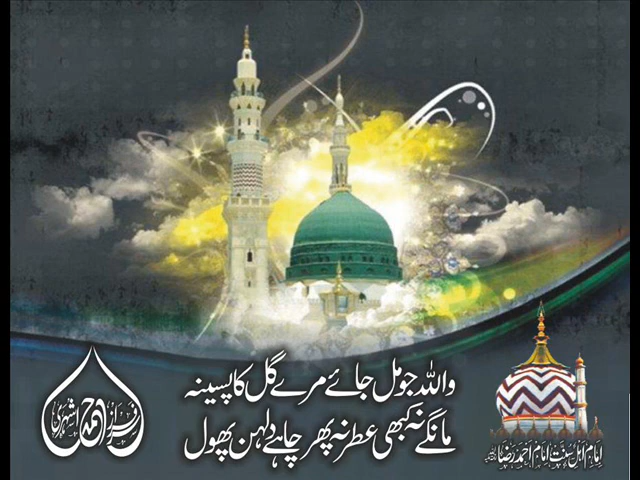 واللہ جو مل جائے مرے گل کا پسینہ
مانگے نہ کبھی عطر نہ پھر چاہے دلہن پھول
امام اہل سنت امام احمد رضا
احمد